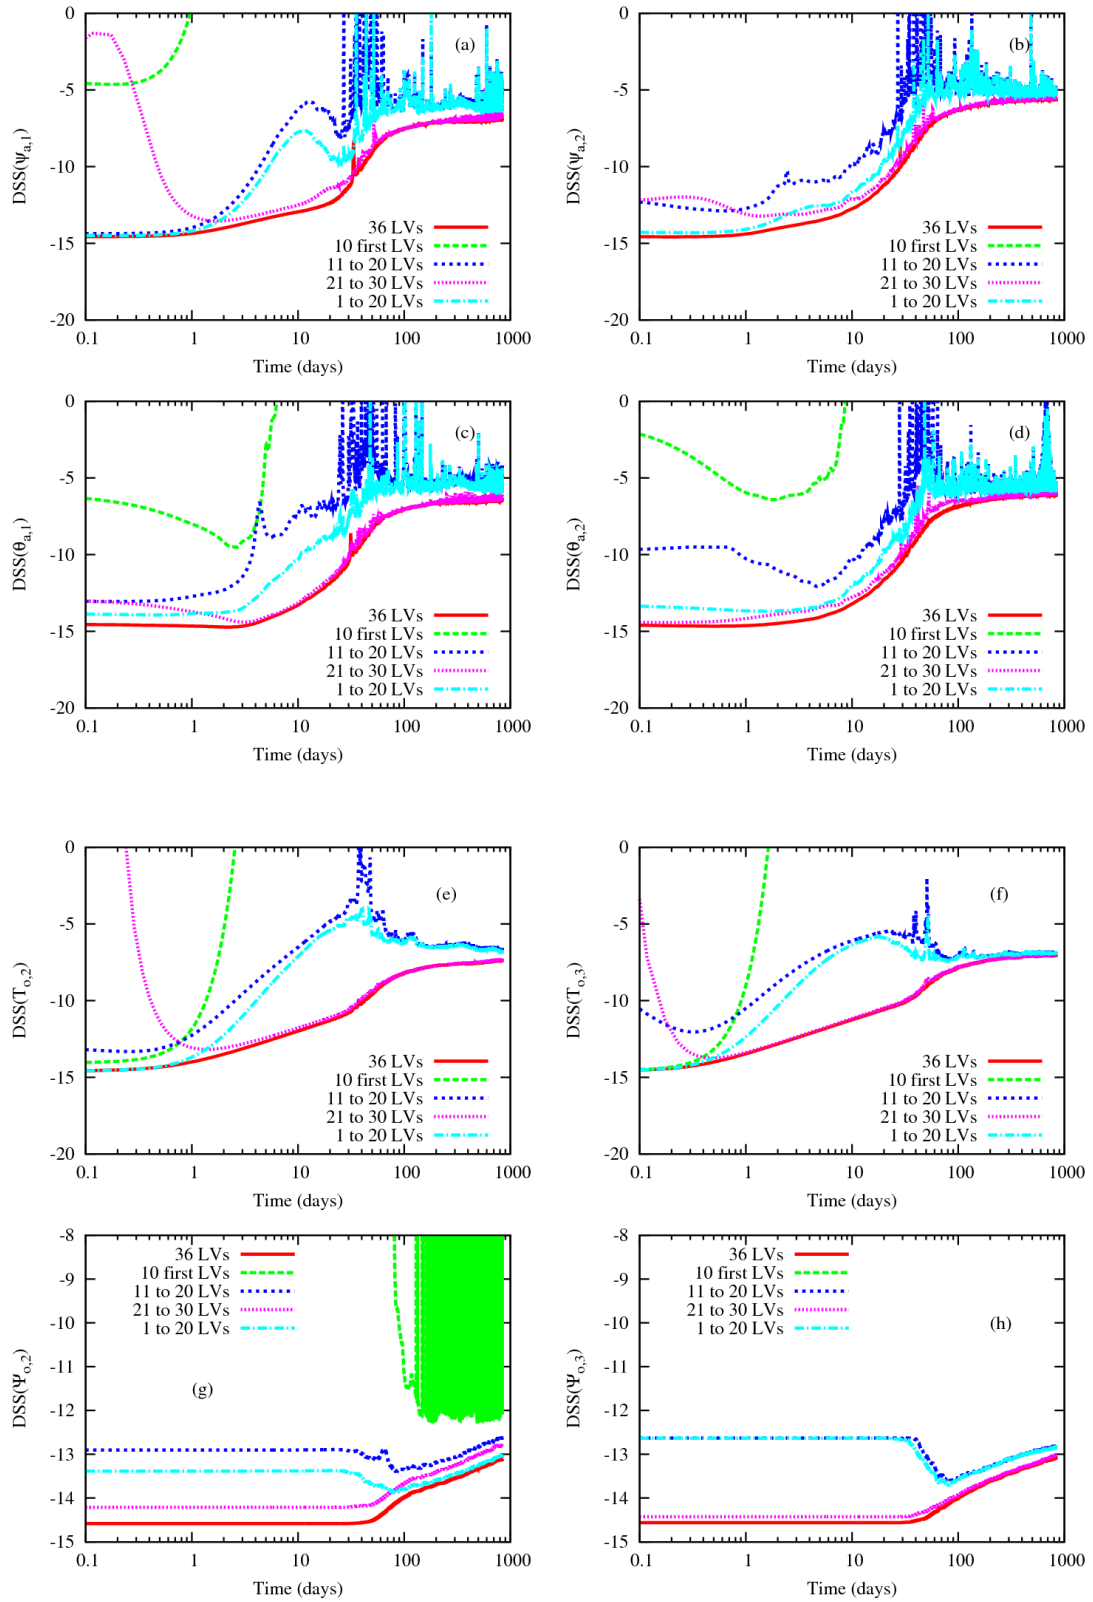 0
-5
-10
-15
-20
0.1 1 10 100 1000
Time (days)
DSS(ψa,1)
(a)
36 LVs
10 first LVs
11 to 20 LVs
21 to 30 LVs
1 to 20 LVs
0
-5
-10
-15
-20
0.1 1 10 100 1000
Time (days)
DSS(ψa,2)
(b)
36 LVs
10 first LVs
11 to 20 LVs
21 to 30 LVs
1 to 20 LVs
0
-5
-10
-15
-20
0.1 1 10 100 1000
Time (days)
DSS(θa,1)
(c)
36 LVs
10 first LVs
11 to 20 LVs
21 to 30 LVs
1 to 20 LVs
0
-5
-10
-15
-20
0.1 1 10 100 1000
Time (days)
DSS(θa,2)
(d)
36 LVs
10 first LVs
11 to 20 LVs
21 to 30 LVs
1 to 20 LVs
0
-5
-10
-15
-20
0.1 1 10 100 1000
Time (days)
DSS(To,2)
(e)
36 LVs
10 first LVs
11 to 20 LVs
21 to 30 LVs
1 to 20 LVs
0
-5
-10
-15
-20
0.1 1 10 100 1000
Time (days)
DSS(To,3)
(f)
36 LVs
10 first LVs
11 to 20 LVs
21 to 30 LVs
1 to 20 LVs
-8
-9
-10
-11
-12
-13
-14
-15
0.1 1 10 100 1000
Time (days)
DSS(Ψo,2)
36 LVs
10 first LVs
11 to 20 LVs
21 to 30 LVs
1 to 20 LVs
(g)
-8
-9
-10
-11
-12
-13
-14
-15
0.1 1 10 100 1000
Time (days)
DSS(Ψo,3)
36 LVs
10 first LVs
11 to 20 LVs
21 to 30 LVs
1 to 20 LVs
(h)